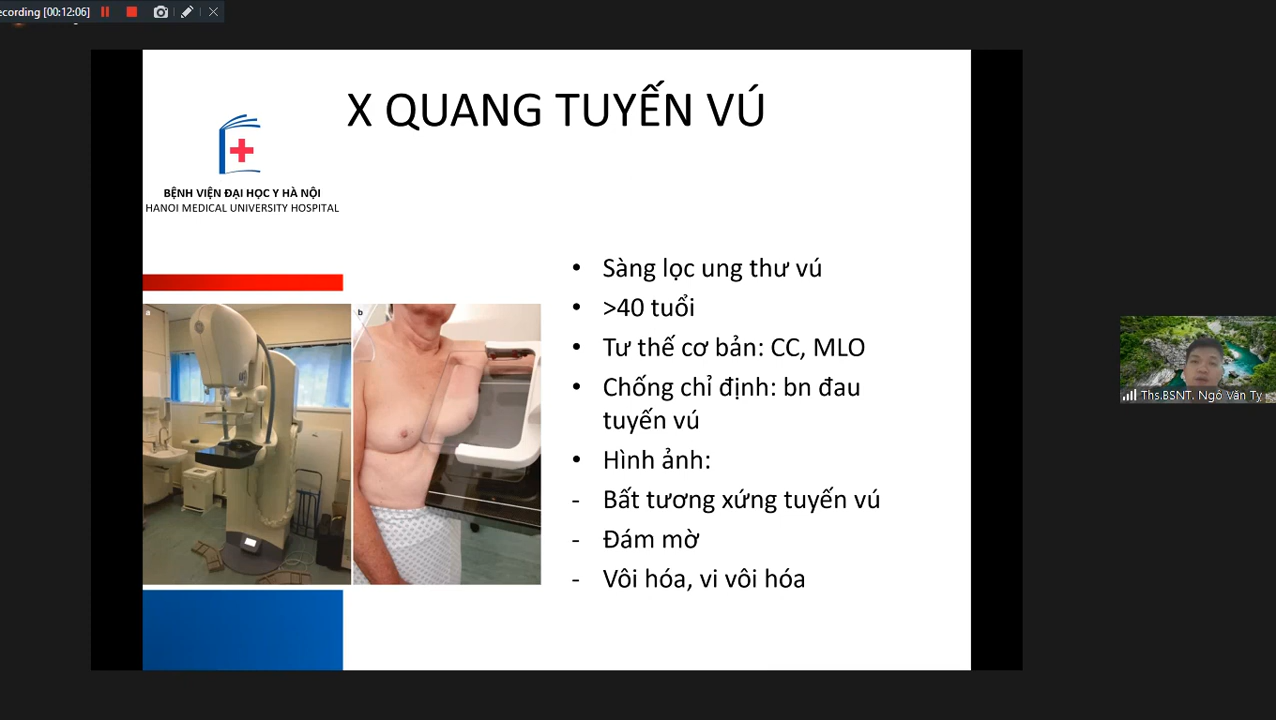 ecording [00:12:06]
X QUANG TUYẾN VÚ
BỆNH VIỆN ĐẠI HỌC Y HÀ NỘI
HANOI MEDICAL UNIVERSITY HOSPITAL
a
b
• Sàng lọc ung thư vú
• >40 tuổi
• Tư thế cơ bản: CC, MLO
• Chống chỉ định: bn đau
tuyến vú
• Hình ảnh:
- Bất tương xứng tuyến vú
- Đám mờ
- Vôi hóa, vi vôi hóa
Ths.BSNT. Ngô Văn Tỵ